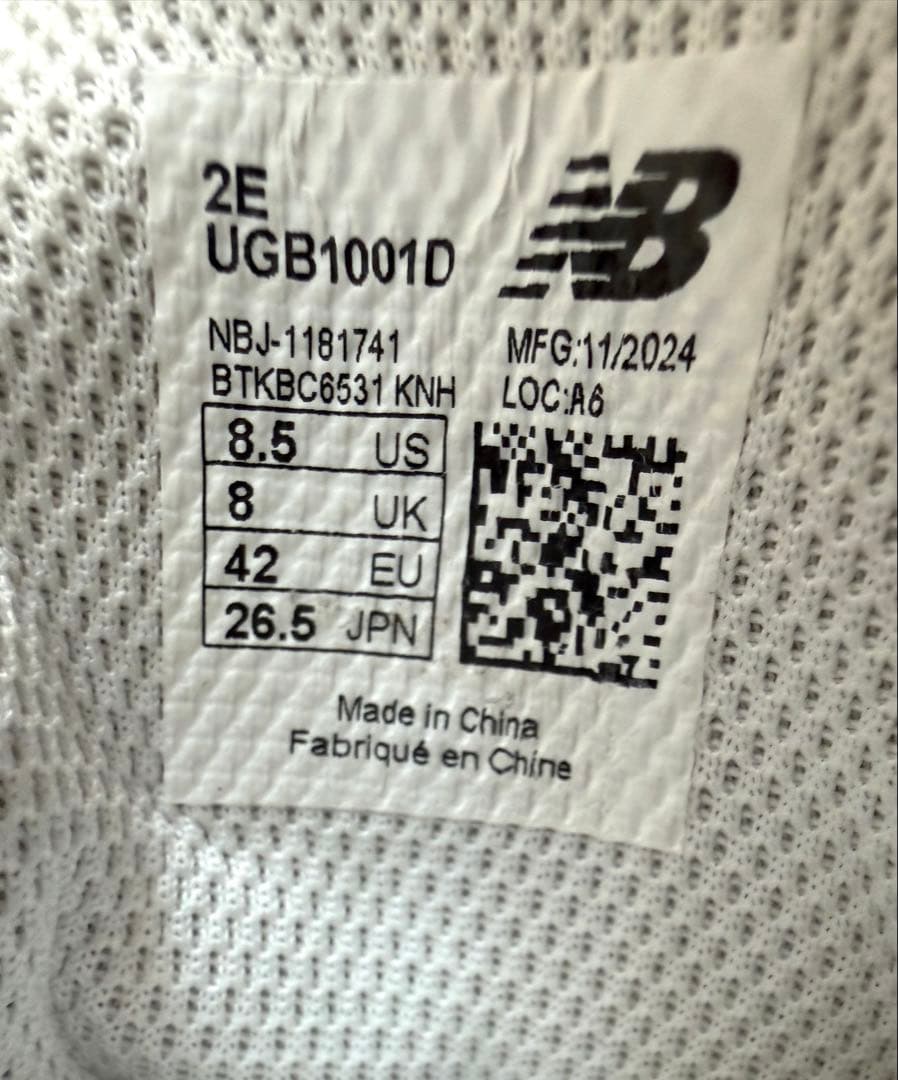 2E
UGB1001D
NB
NBJ-1181741
MFG:11/2024
BTKBC6531 KNH
LOC:A6
8.5 US
8 UK
42 EU
26.5 JPN
Made in China
Fabriqué en Chine